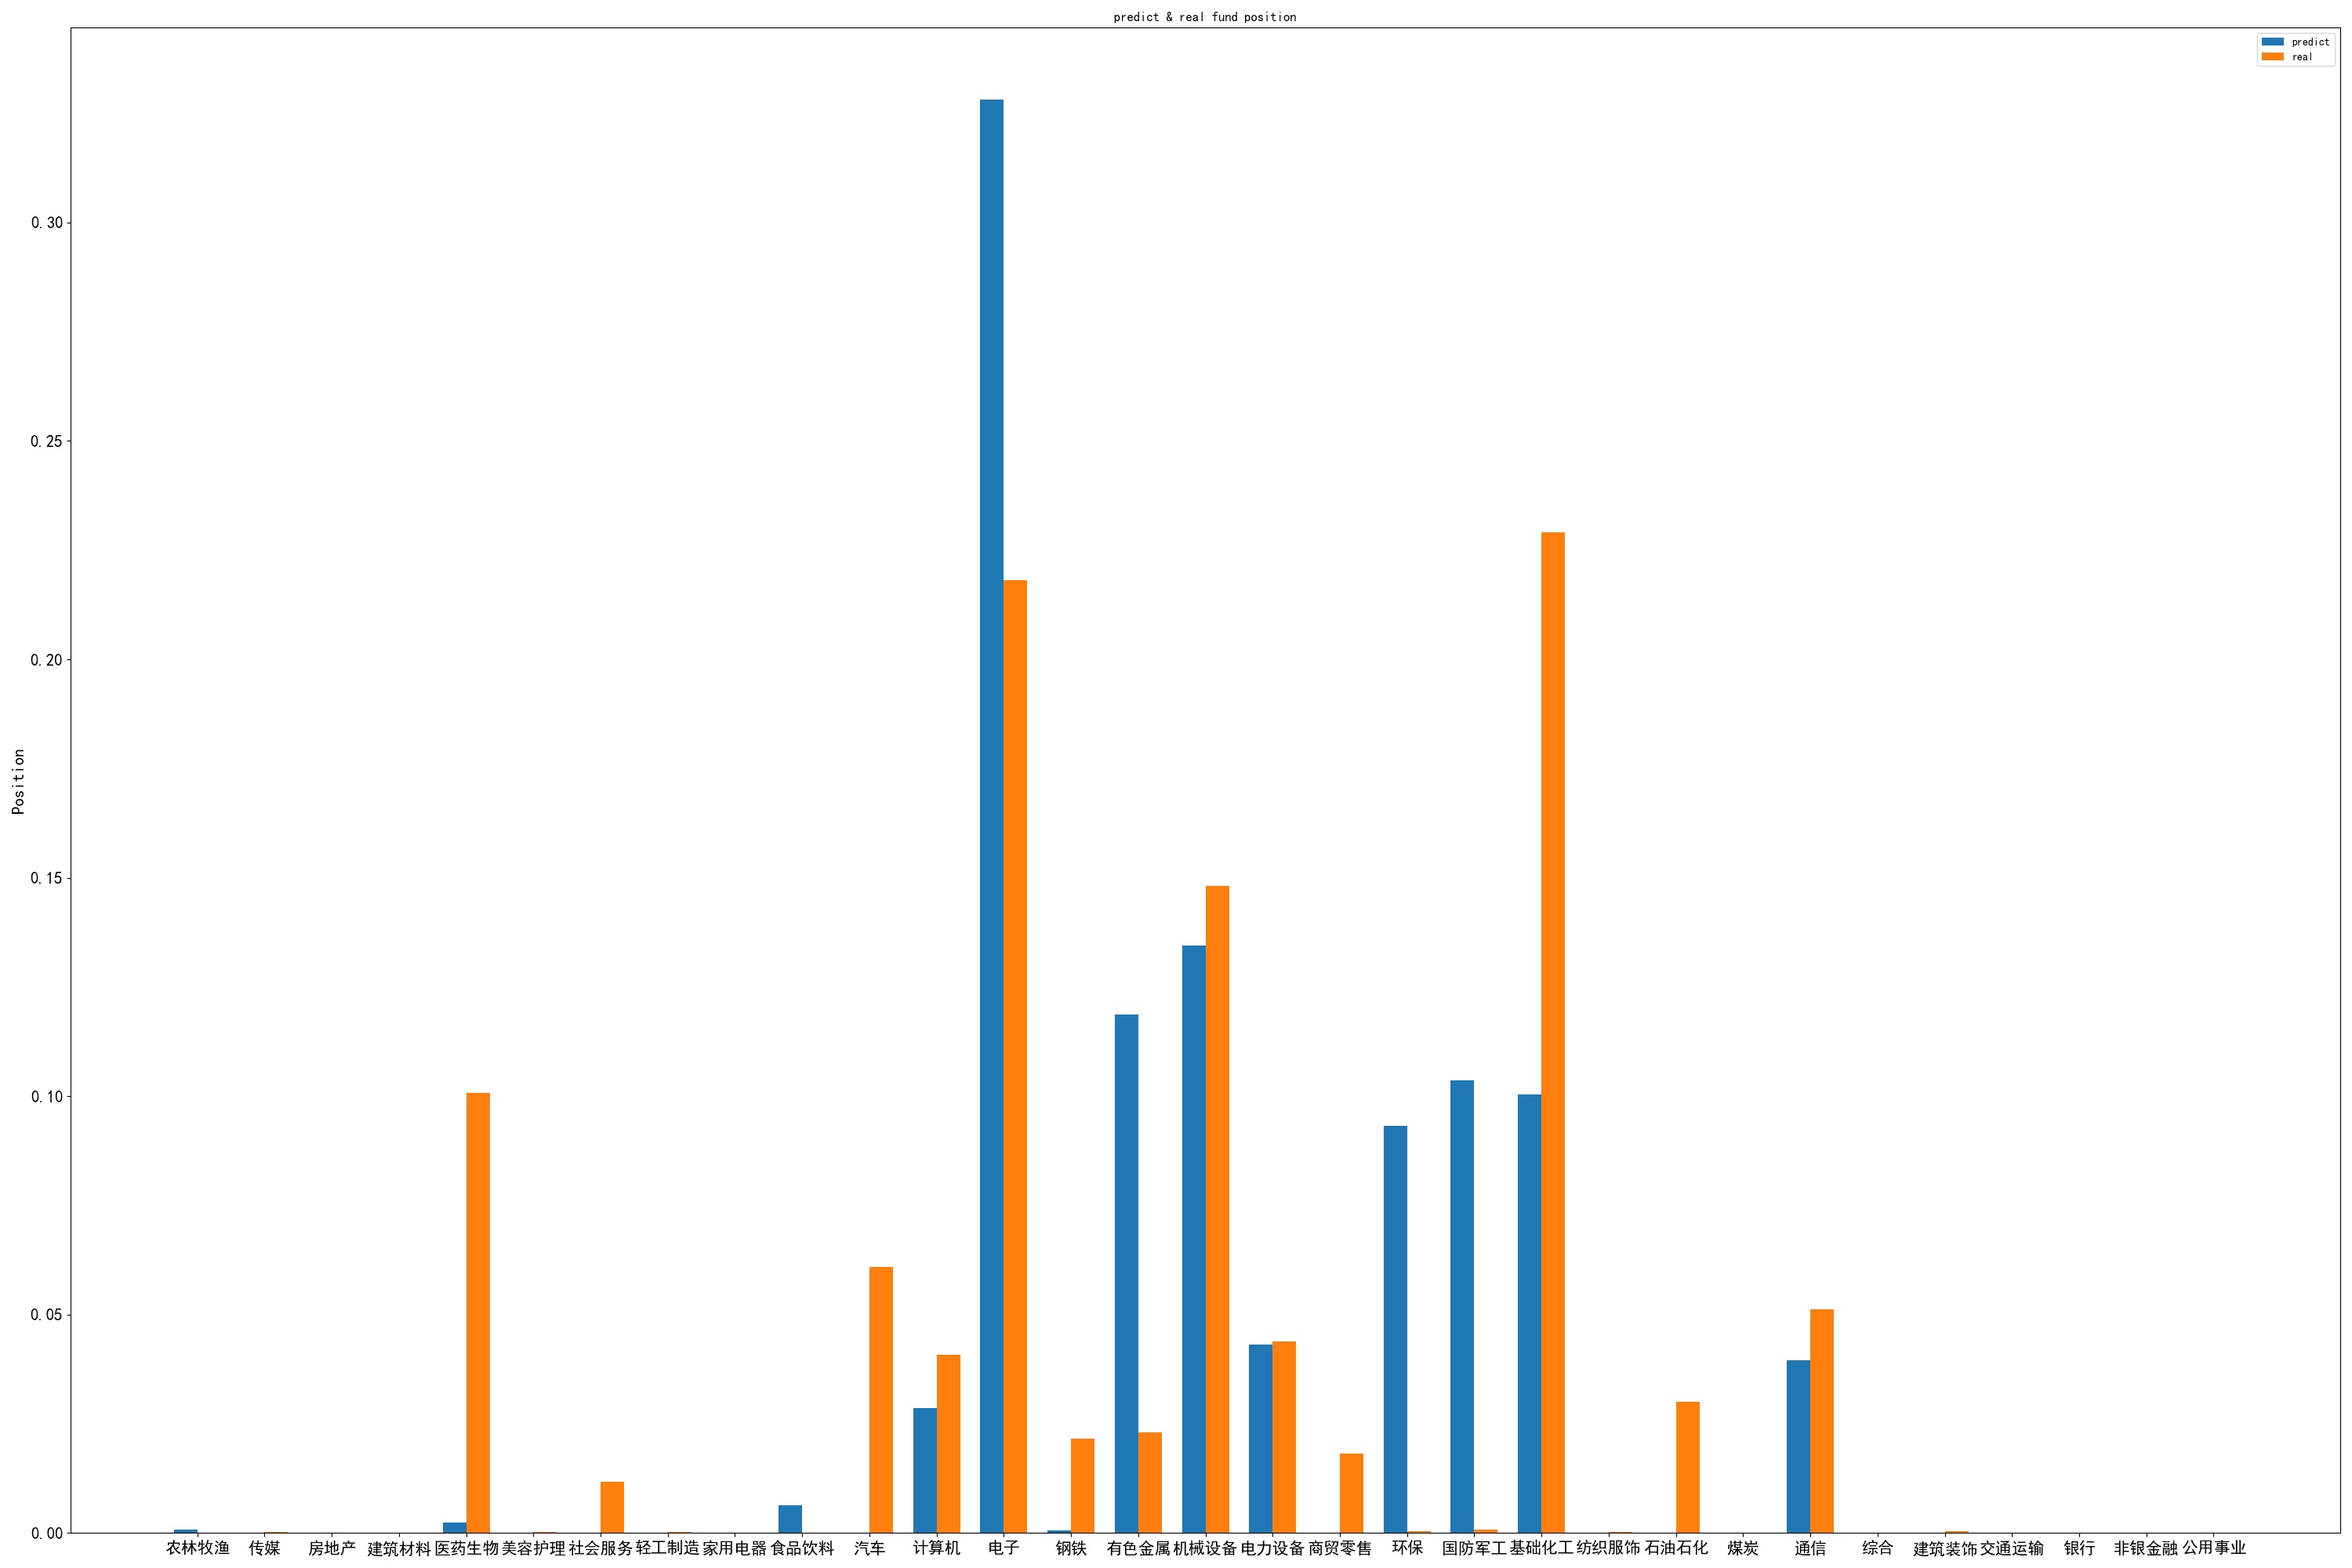 predict & real fund position
predict
real
Position
0.30
0.25
0.20
0.15
0.10
0.05
0.00
农林牧渔 传媒 房地产 建筑材料 医药生物 美容护理 社会服务 轻工制造 家用电器 食品饮料 汽车 计算机 电子 钢铁 有色金属 机械设备 电力设备 商贸零售 环保 国防军工 基础化工 纺织服饰 石油石化 煤炭 通信 综合 建筑装饰 交通运输 银行 非银金融 公用事业